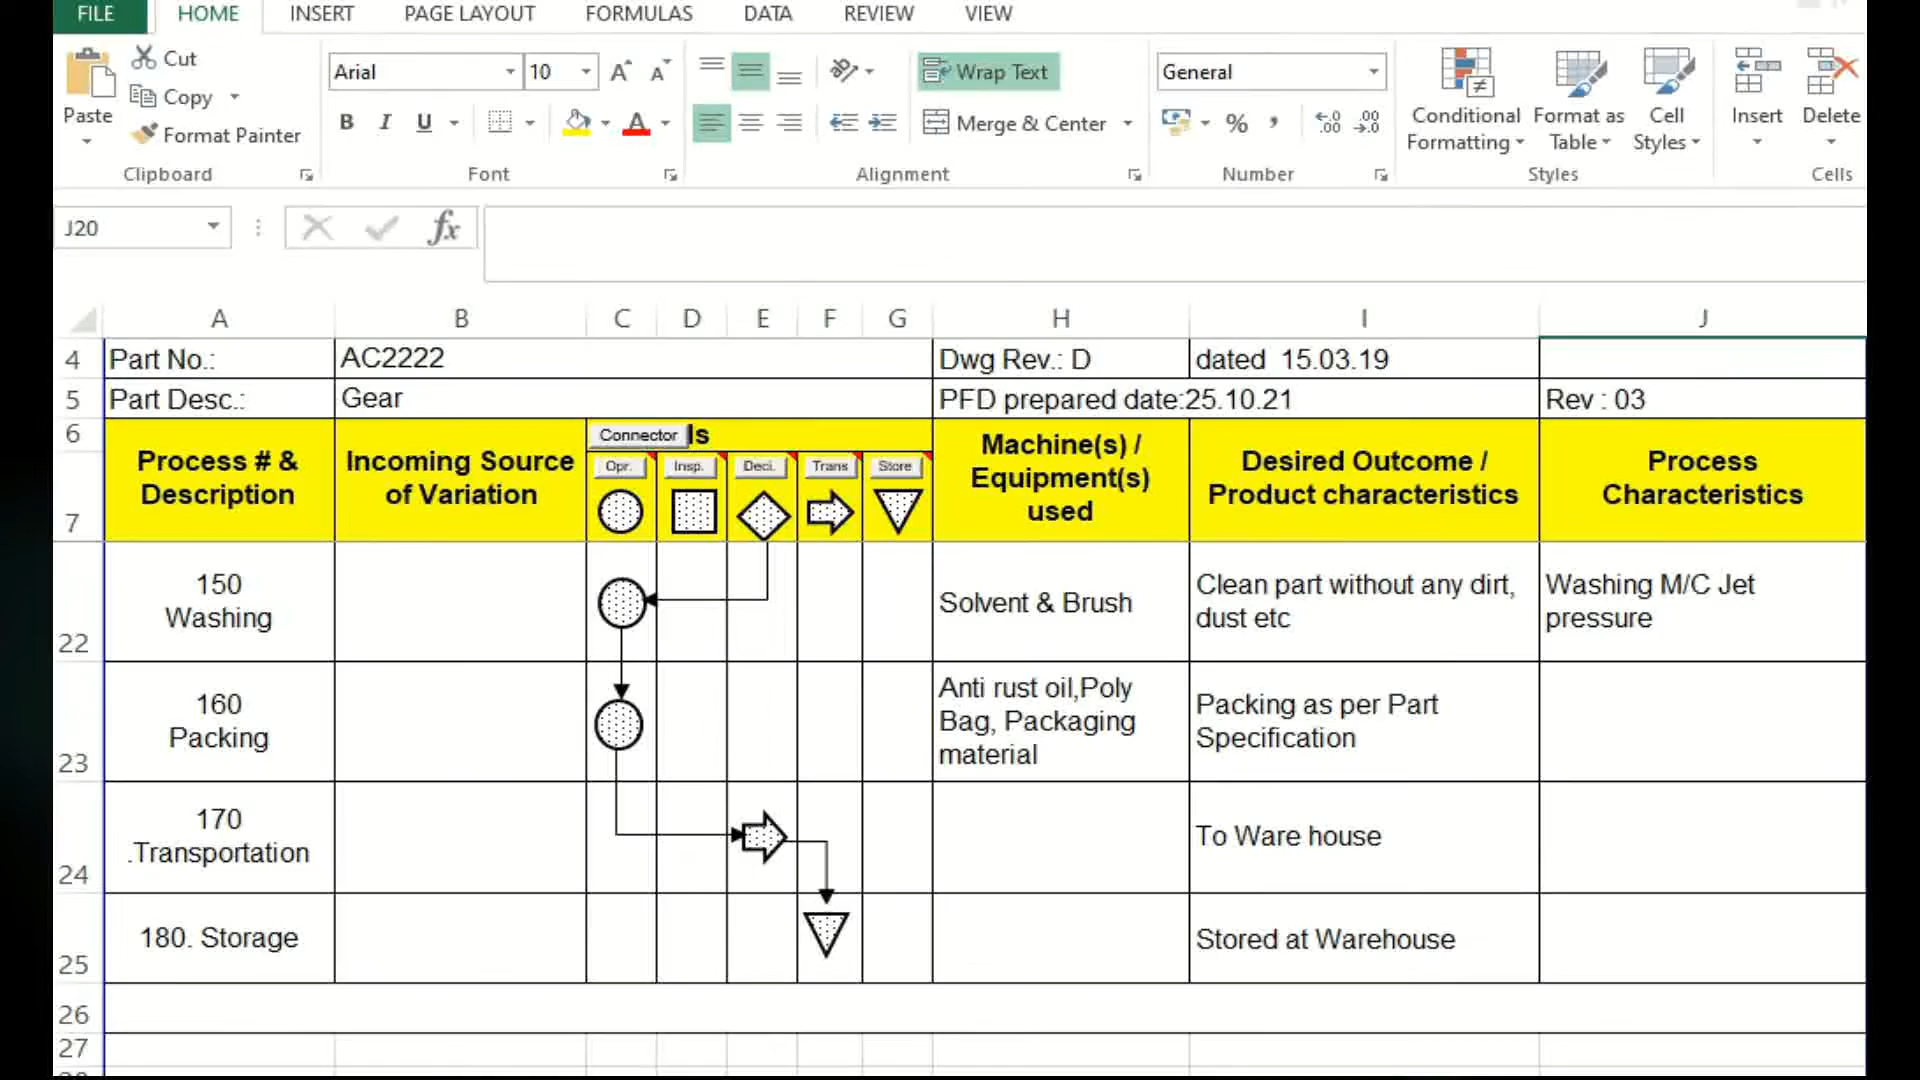 FILE HOME INSERT PAGE LAYOUT FORMULAS DATA REVIEW VIEW
Paste
Cut
Copy
Format Painter
Clipboard
Arial 10
B I U
Font
Wrap Text
Merge & Center
Alignment
General
% ,
Number
Conditional Formatting
Format as Table
Cell Styles
Styles
Insert Delete
Cells
J20 fx
A B C D E F G H I J
4 Part No.: AC2222 Dwg Rev.: D dated 15.03.19
5 Part Desc.: Gear PFD prepared date:25.10.21 Rev : 03
6
7
Process # &
Description
Incoming Source
of Variation
Connector ls
Opr. Insp. Deci. Trans Store
Machine(s) /
Equipment(s)
used
Desired Outcome /
Product characteristics
Process
Characteristics
22
150
Washing
Solvent & Brush
Clean part without any dirt,
dust etc
Washing M/C Jet
pressure
23
160
Packing
Anti rust oil,Poly
Bag, Packaging
material
Packing as per Part
Specification
24
170
.Transportation
To Ware house
25
180. Storage
Stored at Warehouse
26
27